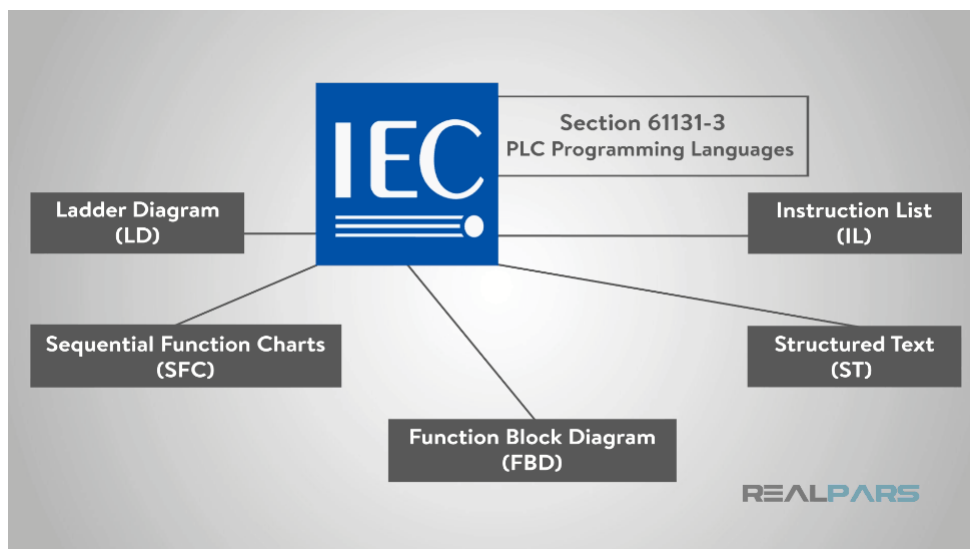 IEC
Section 61131-3
PLC Programming Languages
Ladder Diagram
(LD)
Instruction List
(IL)
Sequential Function Charts
(SFC)
Structured Text
(ST)
Function Block Diagram
(FBD)
REALPARS